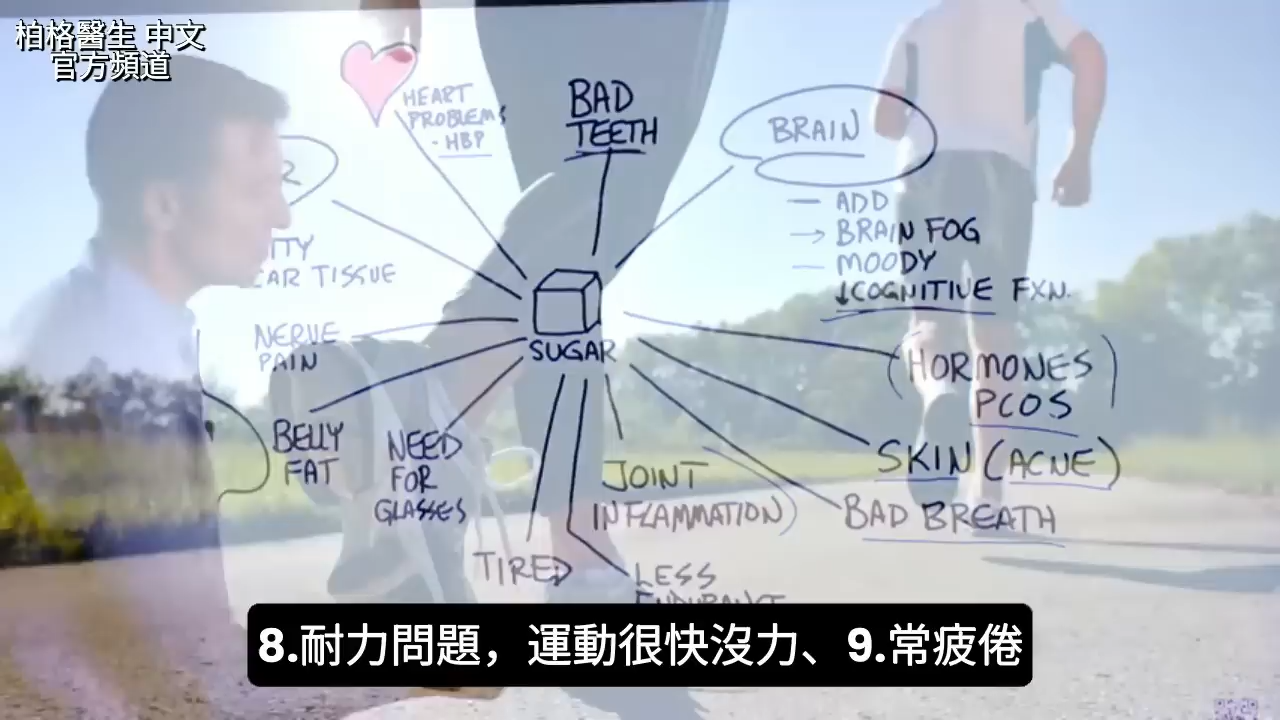 柏格醫生 中文
官方頻道
HEART
PROBLEMS
- HBP
BAD
TEETH
BRAIN
ADD
BRAIN FOG
MOODY
↓COGNITIVE FXN.
TISSUE
NERVE
PAIN
SUGAR
(HORMONES)
PCOS
BELLY
FAT
NEED
FOR
GLASSES
JOINT
INFLAMMATION)
SKIN (ACNE)
BAD BREATH
TIRED
LESS
ENDURANCE
8.耐力問題，運動很快沒力、9.常疲倦